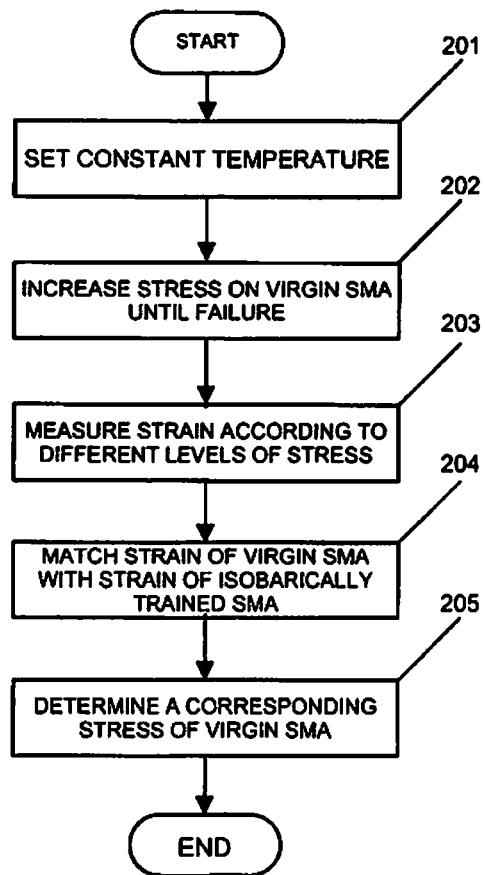 START
201
SET CONSTANT TEMPERATURE
202
INCREASE STRESS ON VIRGIN SMA
UNTIL FAILURE
203
MEASURE STRAIN ACCORDING TO
DIFFERENT LEVELS OF STRESS
204
MATCH STRAIN OF VIRGIN SMA
WITH STRAIN OF ISOBARICALLY
TRAINED SMA
205
DETERMINE A CORRESPONDING
STRESS OF VIRGIN SMA
END